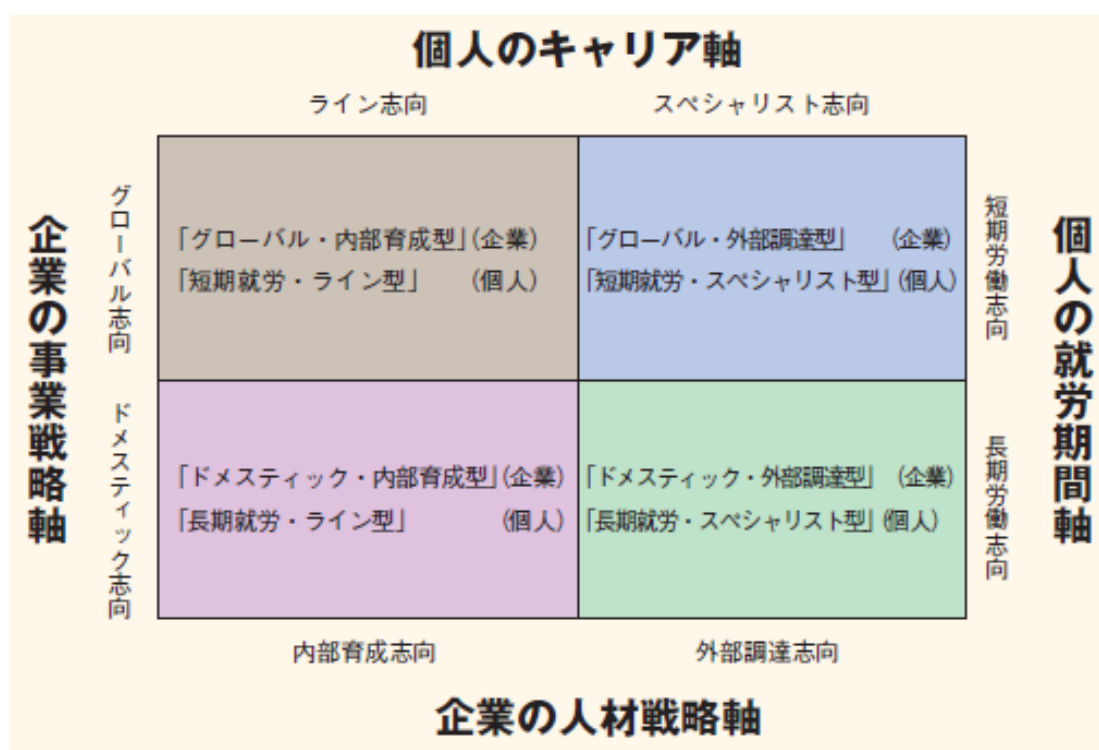 個人のキャリア軸
ライン志向
スペシャリスト志向
企業の事業戦略軸
グローバル志向
「グローバル・内部育成型」(企業)
「短期就労・ライン型」 (個人)
「グローバル・外部調達型」 (企業)
「短期就労・スペシャリスト型」(個人)
短期労働志向
個人の就労期間軸
ドメスティック志向
「ドメスティック・内部育成型」(企業)
「長期就労・ライン型」 (個人)
「ドメスティック・外部調達型」 (企業)
「長期就労・スペシャリスト型」(個人)
長期労働志向
内部育成志向
外部調達志向
企業の人材戦略軸